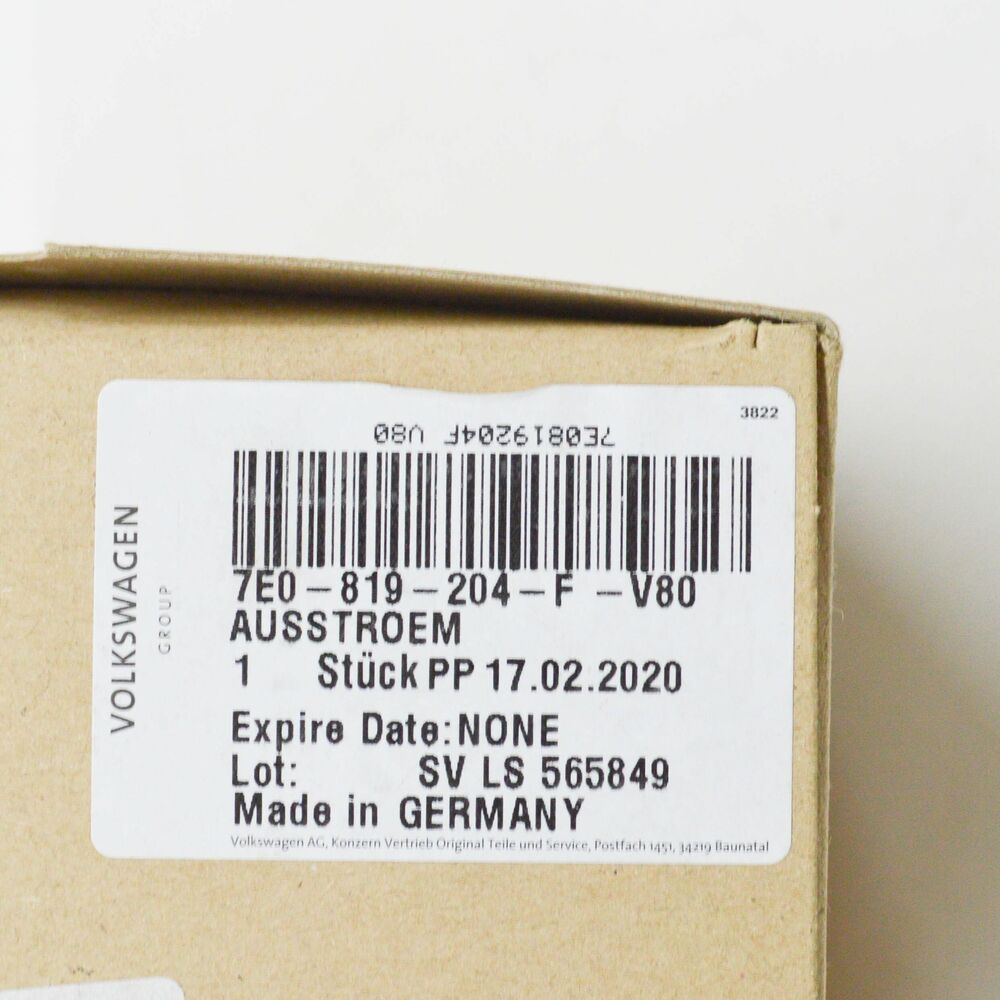 3822
7E0819204F V80
7E0-819-204-F -V80
AUSSTROEM
1 Stück PP 17.02.2020
Expire Date:NONE
Lot: SV LS 565849
Made in GERMANY
Volkswagen AG, Konzern Vertrieb Original Teile und Service, Postfach 1451, 34219 Baunatal
VOLKSWAGEN
GROUP